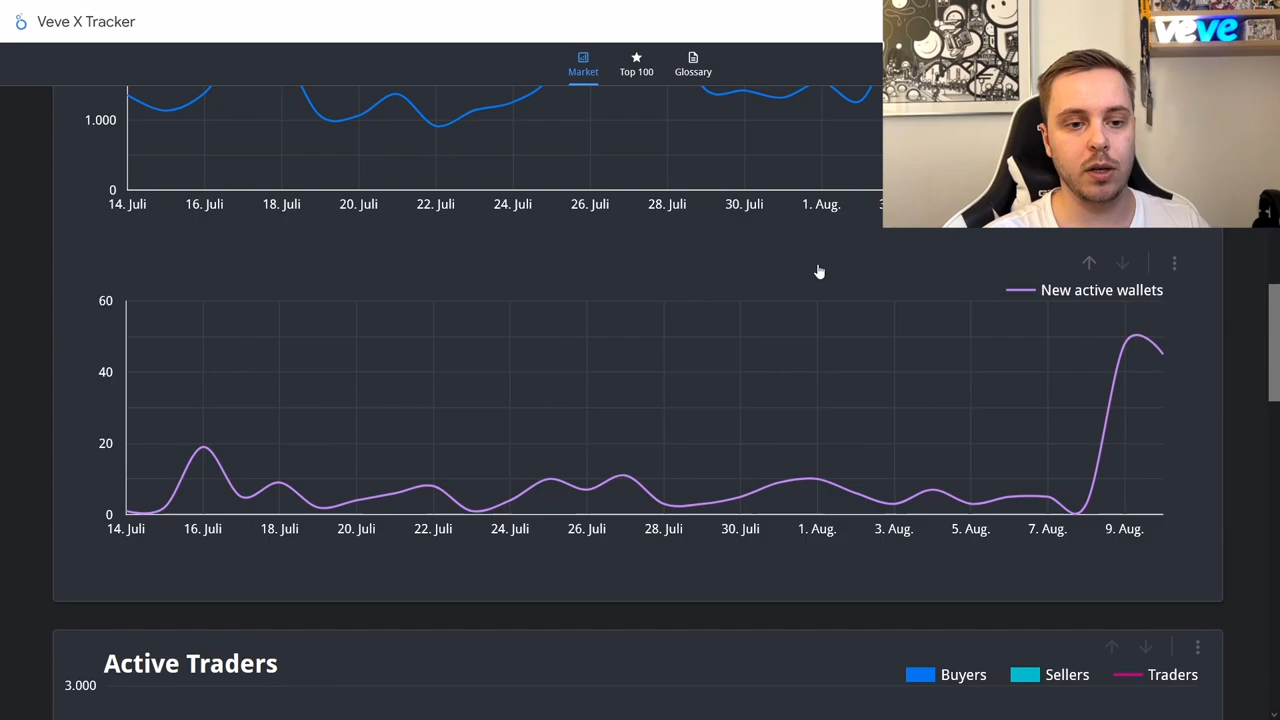 Veve X Tracker
veve
Market
Top 100
Glossary
1.000
0
14. Juli
16. Juli
18. Juli
20. Juli
22. Juli
24. Juli
26. Juli
28. Juli
30. Juli
1. Aug.
New active wallets
60
40
20
0
14. Juli
16. Juli
18. Juli
20. Juli
22. Juli
24. Juli
26. Juli
28. Juli
30. Juli
1. Aug.
3. Aug.
5. Aug.
7. Aug.
9. Aug.
Active Traders
Buyers
Sellers
Traders
3.000